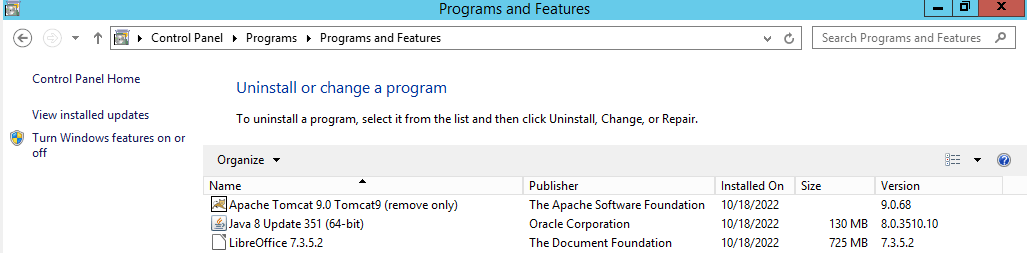 Programs and Features
Control Panel Programs Programs and Features
Search Programs and Features
Control Panel Home
View installed updates
Turn Windows features on or
off
Uninstall or change a program
To uninstall a program, select it from the list and then click Uninstall, Change, or Repair.
Organize
Name Publisher Installed On Size Version
Apache Tomcat 9.0 Tomcat9 (remove only) The Apache Software Foundation 10/18/2022 9.0.68
Java 8 Update 351 (64-bit) Oracle Corporation 10/18/2022 130 MB 8.0.3510.10
LibreOffice 7.3.5.2 The Document Foundation 10/18/2022 725 MB 7.3.5.2